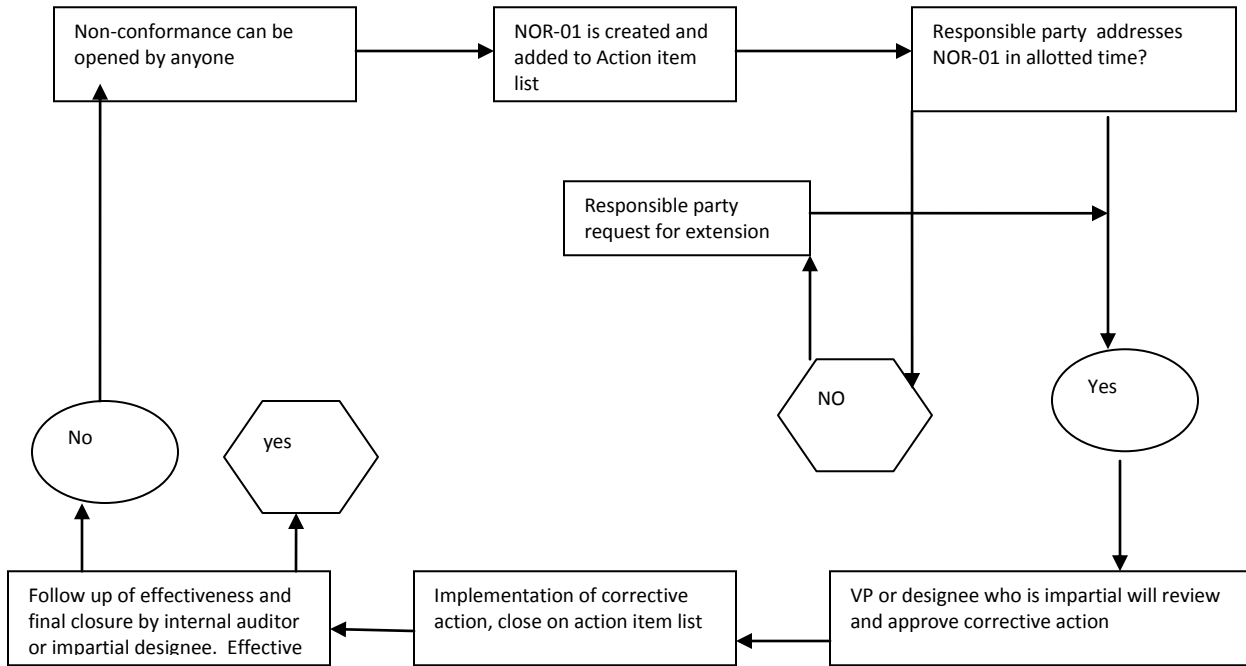 Non-conformance can be
opened by anyone
NOR-01 is created and
added to Action item
list
Responsible party  addresses
NOR-01 in allotted time?
Responsible party
request for extension
NO
Yes
No
yes
Follow up of effectiveness and
final closure by internal auditor
or impartial designee.  Effective
Implementation of corrective
action, close on action item list
VP or designee who is impartial will review
and approve corrective action